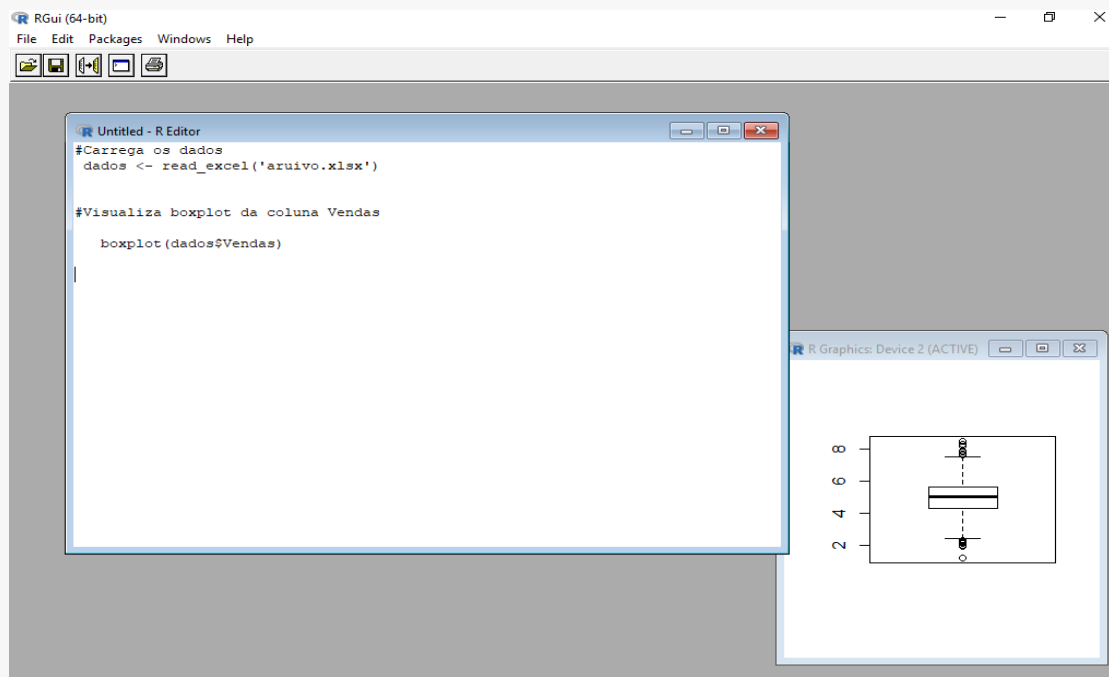 RGui (64-bit)
File Edit Packages Windows Help
Untitled - R Editor
#Carrega os dados
dados <- read_excel('aruivo.xlsx')
#Visualiza boxplot da coluna Vendas
boxplot(dados$Vendas)
R Graphics: Device 2 (ACTIVE)
8
6
4
2